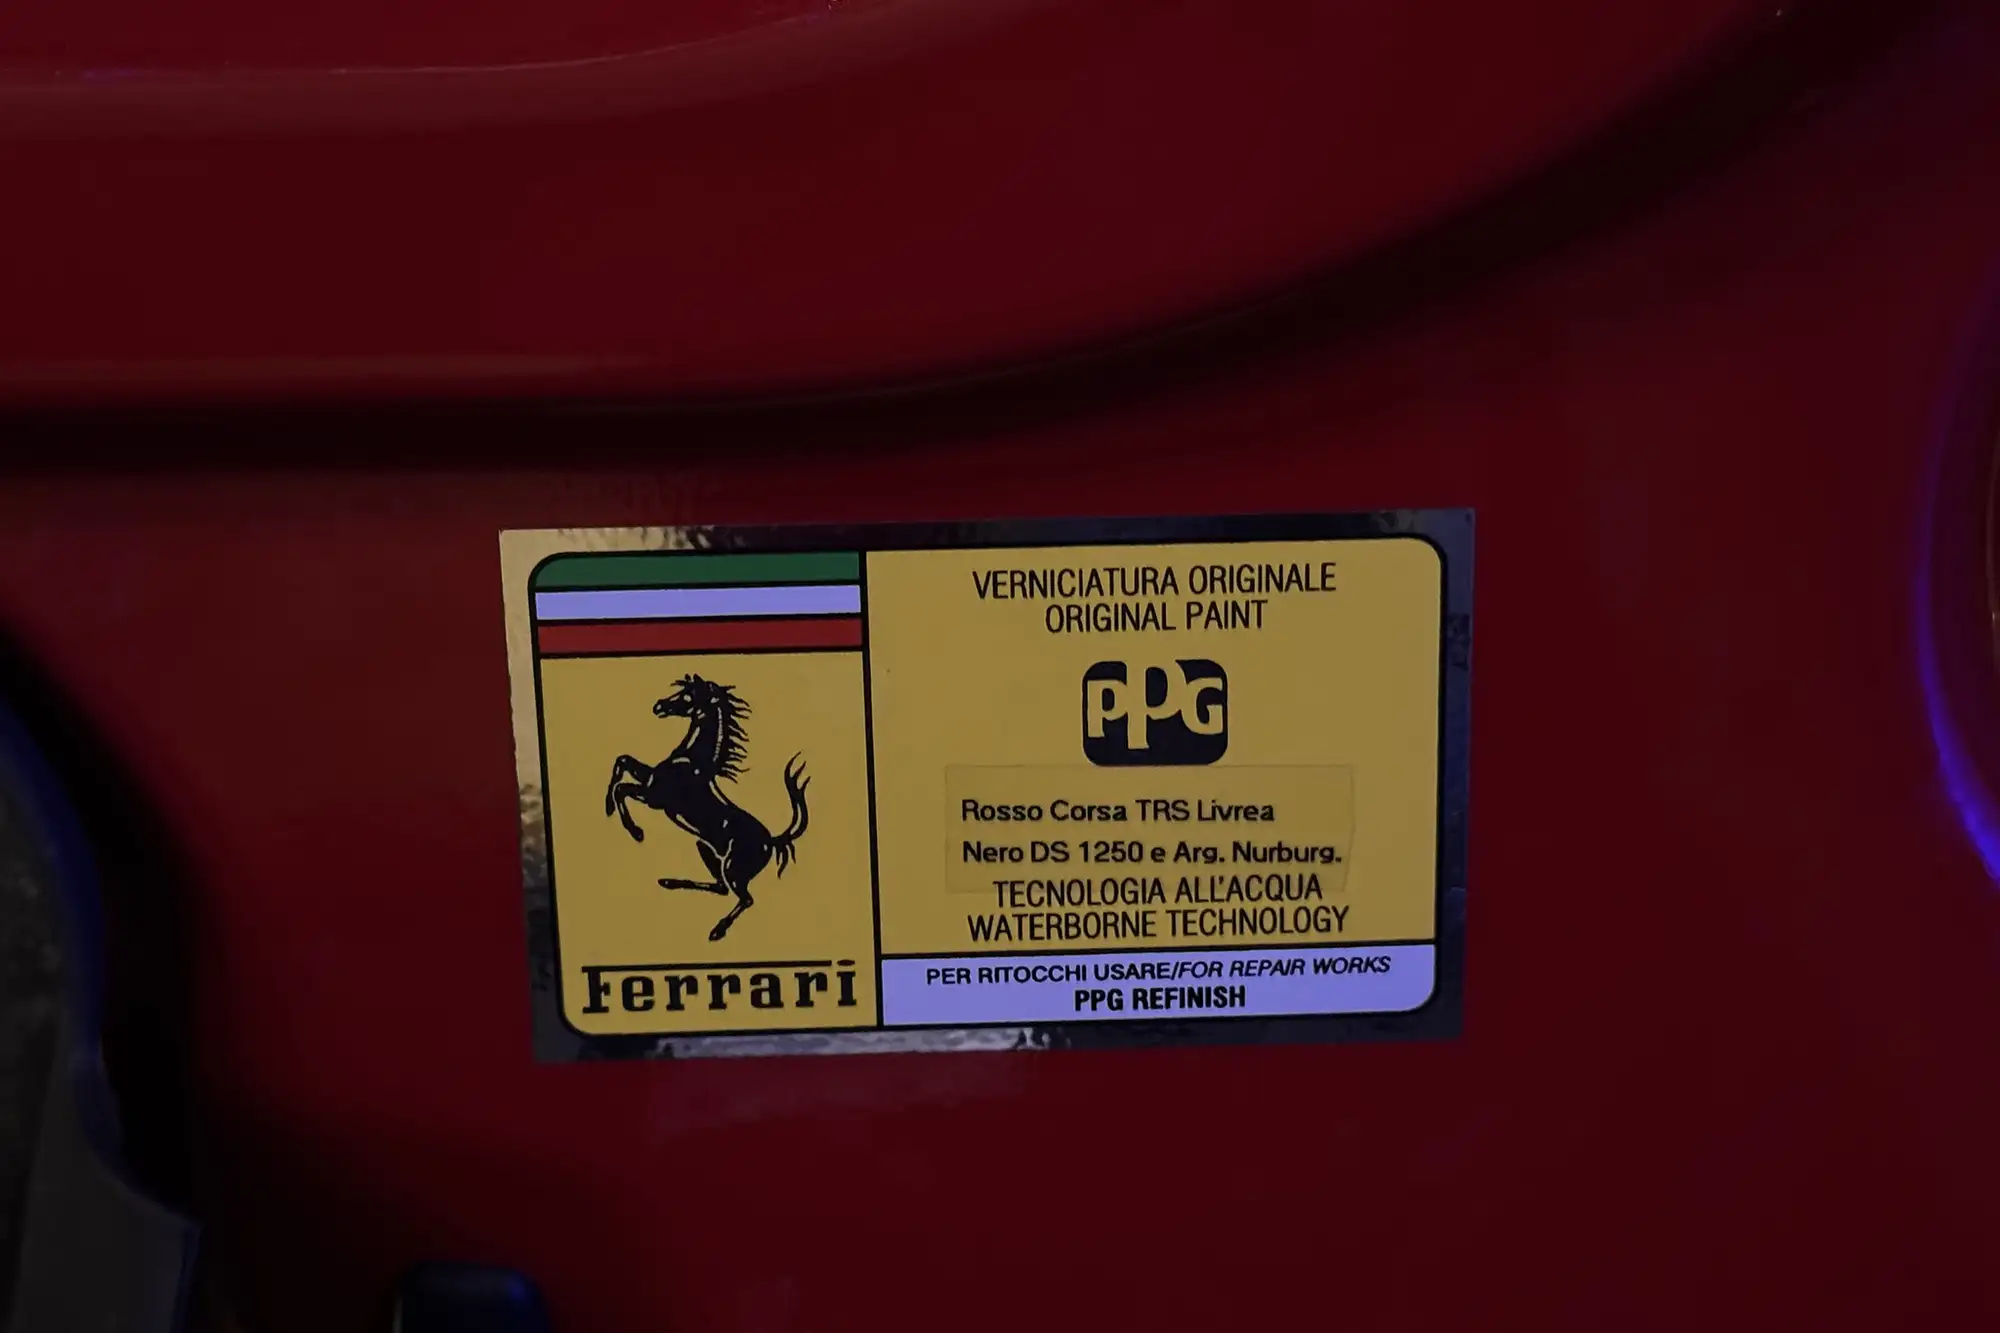 VERNICIATURA ORIGINALE
ORIGINAL PAINT
PPG
Rosso Corsa TRS Livrea
Nero DS 1250 e Arg. Nurburg.
TECNOLOGIA ALL'ACQUA
WATERBORNE TECHNOLOGY
PER RITOCCHI USARE/FOR REPAIR WORKS
PPG REFINISH
Ferrari